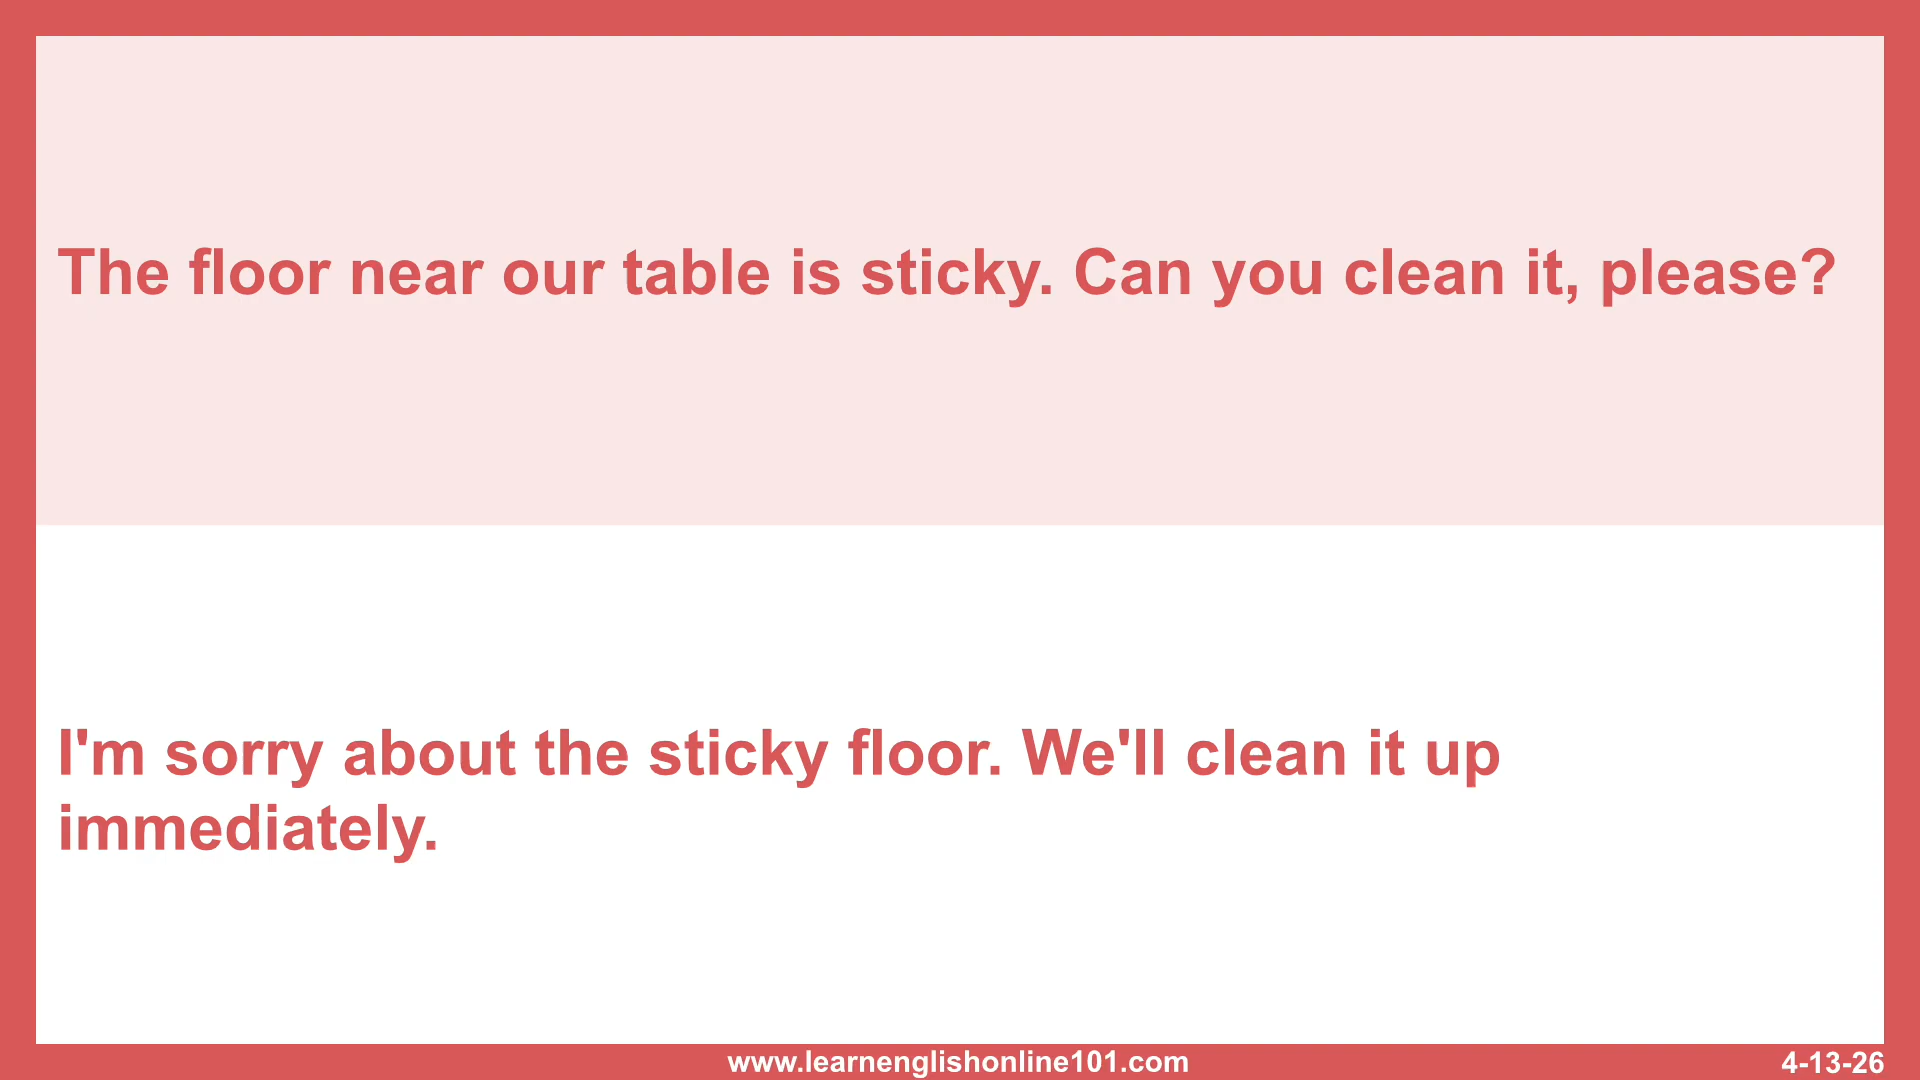 The floor near our table is sticky. Can you clean it, please?
I'm sorry about the sticky floor. We'll clean it up
immediately.
www.learnenglishonline101.com
4-13-26